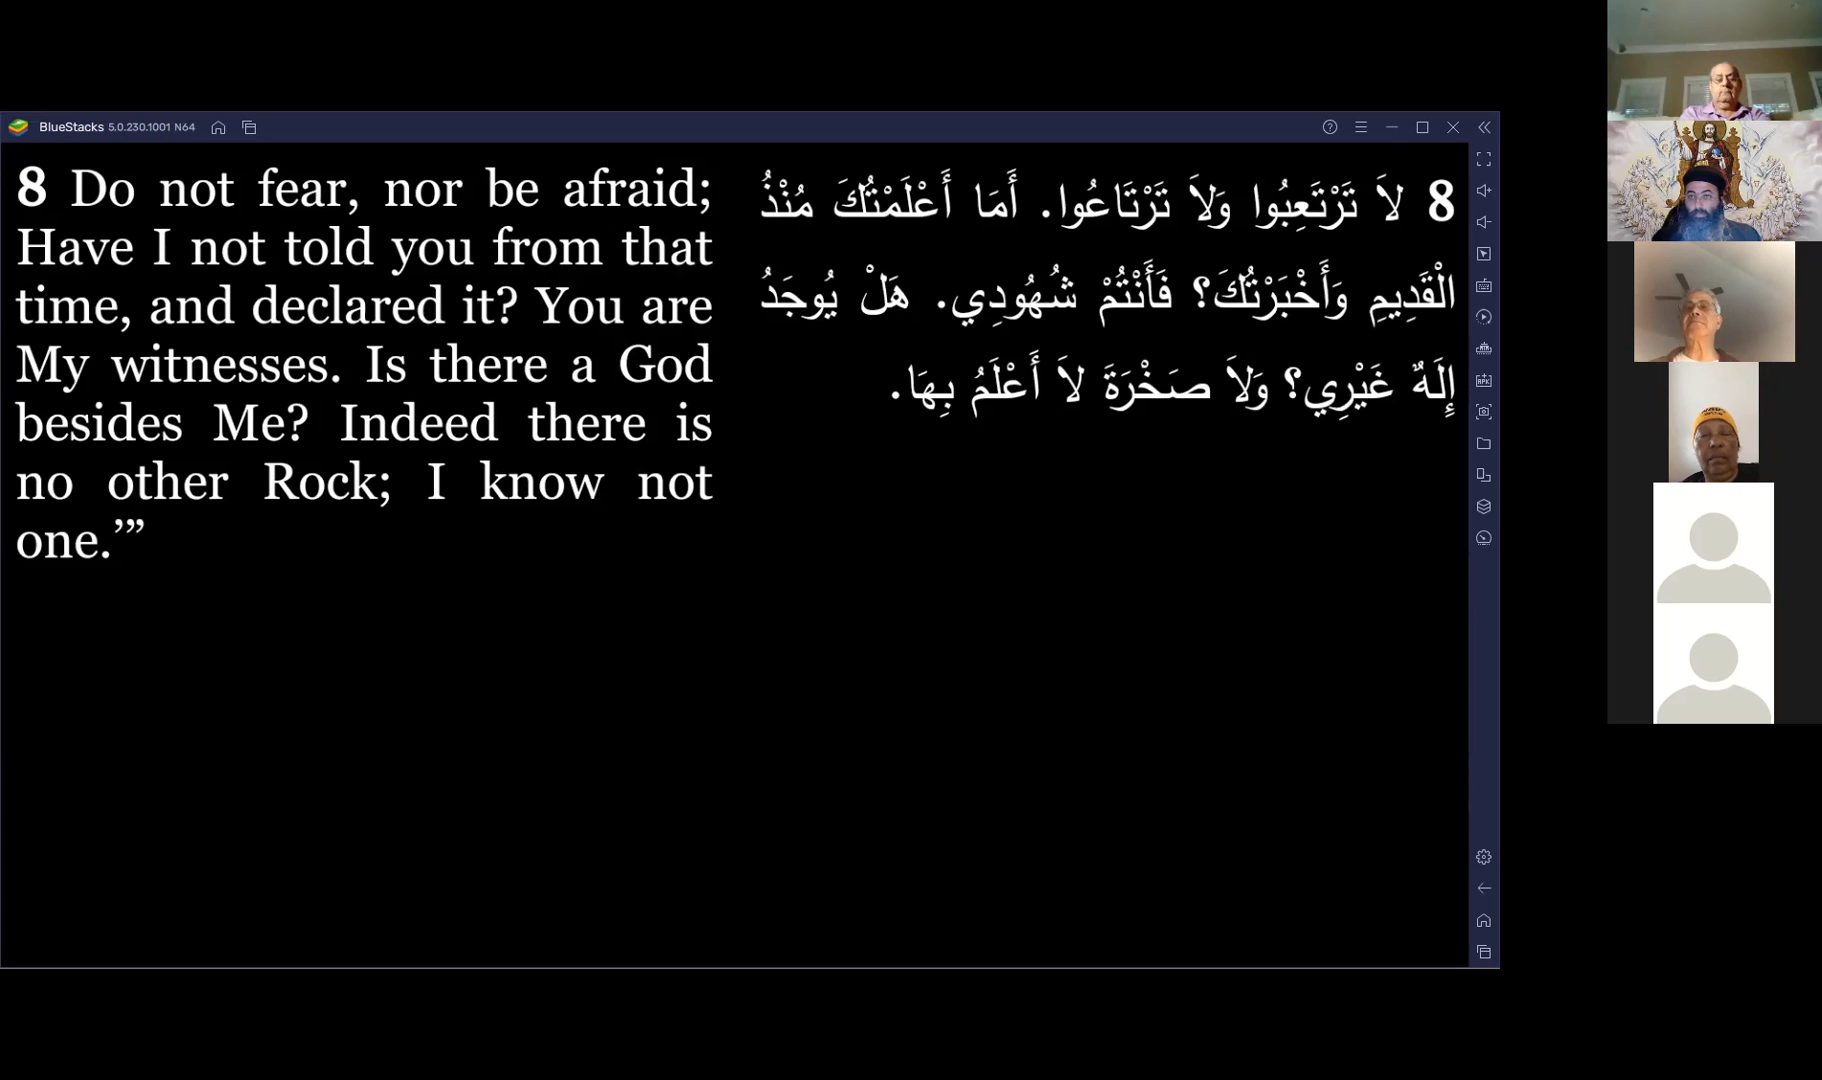 BlueStacks 5.0.230.1001 N64
8 Do not fear, nor be afraid;
Have I not told you from that
time, and declared it? You are
My witnesses. Is there a God
besides Me? Indeed there is
no other Rock; I know not
one.’”
8 لاَ تَرْتَعِبُوا وَلاَ تَرْتَاعُوا. أَمَا أَعْلَمْتُكَ مُنْذُ
الْقَدِيمِ وَأَخْبَرْتُكَ؟ فَأَنْتُمْ شُهُودِي. هَلْ يُوجَدُ
إِلَهٌ غَيْرِي؟ وَلاَ صَخْرَةَ لاَ أَعْلَمُ بِهَا.